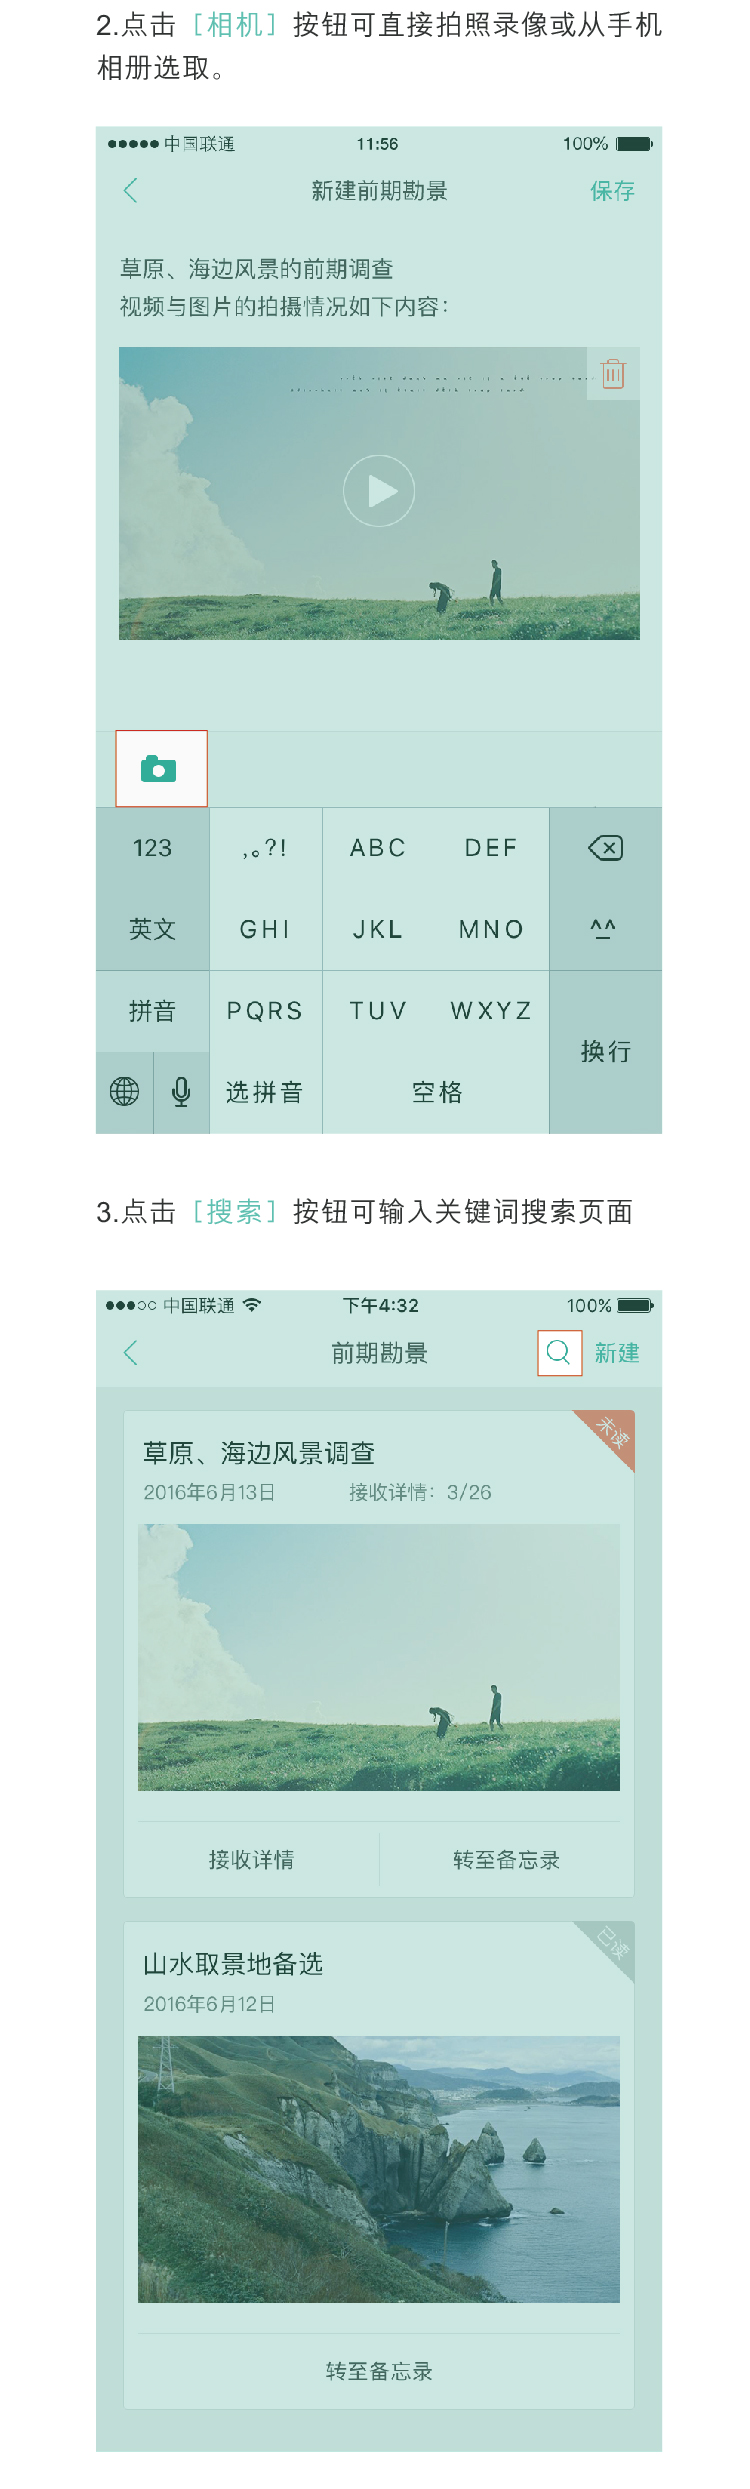 2.点击［相机］按钮可直接拍照录像或从手机
相册选取。
中国联通 11:56 100%
新建前期勘景 保存
草原、海边风景的前期调查
视频与图片的拍摄情况如下内容：
123 ,。?! ABC DEF
英文 GHI JKL MNO ^^
拼音 PQRS TUV WXYZ
换行
选拼音 空格
3.点击［搜索］按钮可输入关键词搜索页面
中国联通 下午4:32 100%
前期勘景 新建
未读
草原、海边风景调查
2016年6月13日 接收详情：3/26
接收详情 转至备忘录
已读
山水取景地备选
2016年6月12日
转至备忘录